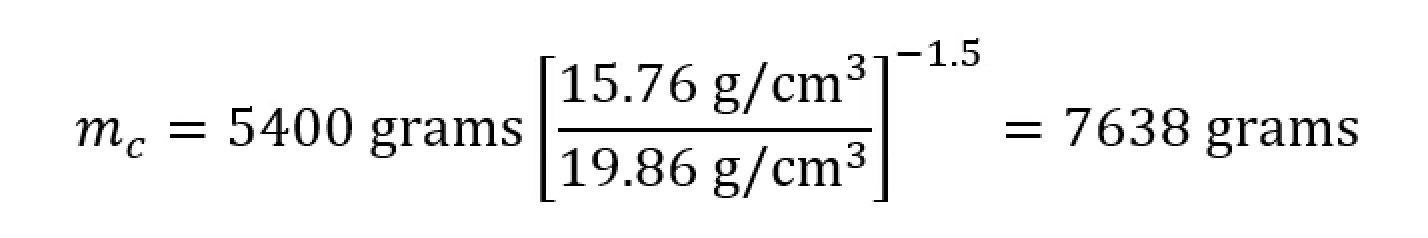 m_c = 5400 grams [15.76 g/cm³ / 19.86 g/cm³]^−1.5 = 7638 grams